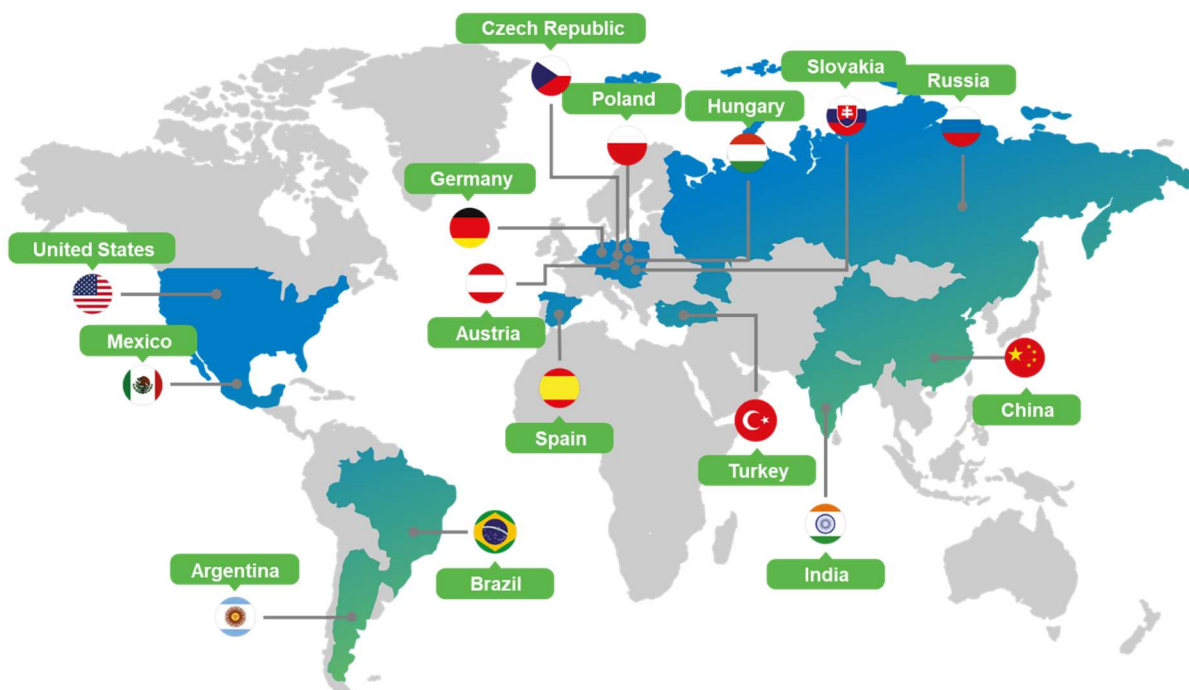 Czech Republic
Slovakia
Russia
Poland
Hungary
Germany
United States
Austria
Mexico
China
Spain
Turkey
Argentina
Brazil
India